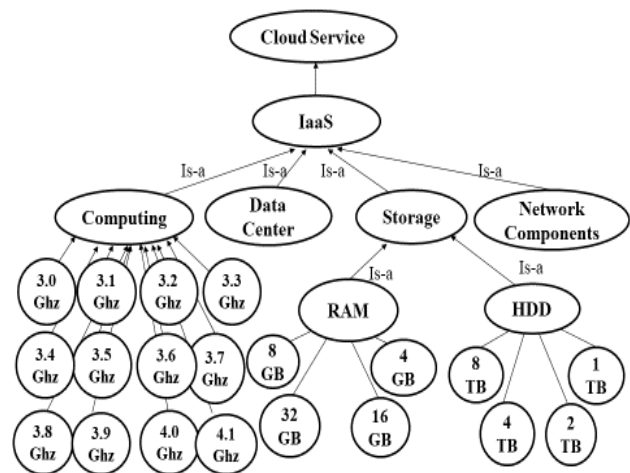 Cloud Service
IaaS
Is-a
Is-a
Is-a
Is-a
Computing
Data
Center
Storage
Network
Components
3.0
Ghz
3.1
Ghz
3.2
Ghz
3.3
Ghz
Is-a
Is-a
RAM
HDD
3.4
Ghz
3.5
Ghz
3.6
Ghz
3.7
Ghz
8
GB
4
GB
8
TB
1
TB
32
GB
16
GB
4
TB
2
TB
3.8
Ghz
3.9
Ghz
4.0
Ghz
4.1
Ghz